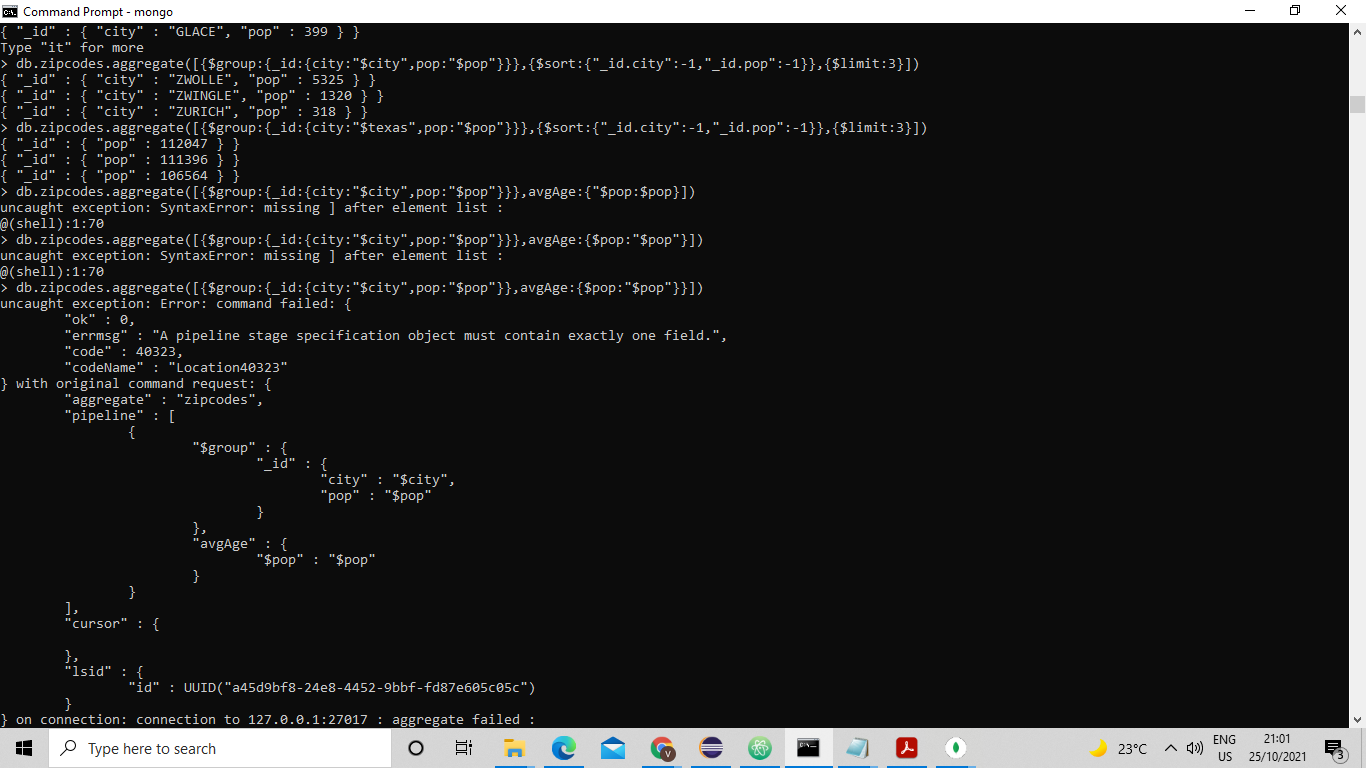 Command Prompt - mongo
{ "_id" : { "city" : "GLACE", "pop" : 399 } }
Type "it" for more
> db.zipcodes.aggregate([{$group:{_id:{city:"$city",pop:"$pop"}}},{$sort:{"_id.city":-1,"_id.pop":-1}},{$limit:3}])
{ "_id" : { "city" : "ZWOLLE", "pop" : 5325 } }
{ "_id" : { "city" : "ZWINGLE", "pop" : 1320 } }
{ "_id" : { "city" : "ZURICH", "pop" : 318 } }
> db.zipcodes.aggregate([{$group:{_id:{city:"$texas",pop:"$pop"}}},{$sort:{"_id.city":-1,"_id.pop":-1}},{$limit:3}])
{ "_id" : { "pop" : 112047 } }
{ "_id" : { "pop" : 111396 } }
{ "_id" : { "pop" : 106564 } }
> db.zipcodes.aggregate([{$group:{_id:{city:"$city",pop:"$pop"}}},avgAge:{"$pop:$pop}])
uncaught exception: SyntaxError: missing ] after element list :
@(shell):1:70
> db.zipcodes.aggregate([{$group:{_id:{city:"$city",pop:"$pop"}}},avgAge:{$pop:"$pop"}])
uncaught exception: SyntaxError: missing ] after element list :
@(shell):1:70
> db.zipcodes.aggregate([{$group:{_id:{city:"$city",pop:"$pop"}},avgAge:{$pop:"$pop"}}])
uncaught exception: Error: command failed: {
"ok" : 0,
"errmsg" : "A pipeline stage specification object must contain exactly one field.",
"code" : 40323,
"codeName" : "Location40323"
} with original command request: {
"aggregate" : "zipcodes",
"pipeline" : [
{
"$group" : {
"_id" : {
"city" : "$city",
"pop" : "$pop"
}
},
"avgAge" : {
"$pop" : "$pop"
}
}
],
"cursor" : {
},
"lsid" : {
"id" : UUID("a45d9bf8-24e8-4452-9bbf-fd87e605c05c")
}
} on connection: connection to 127.0.0.1:27017 : aggregate failed :
Type here to search
23°C
ENG
US
21:01
25/10/2021
3